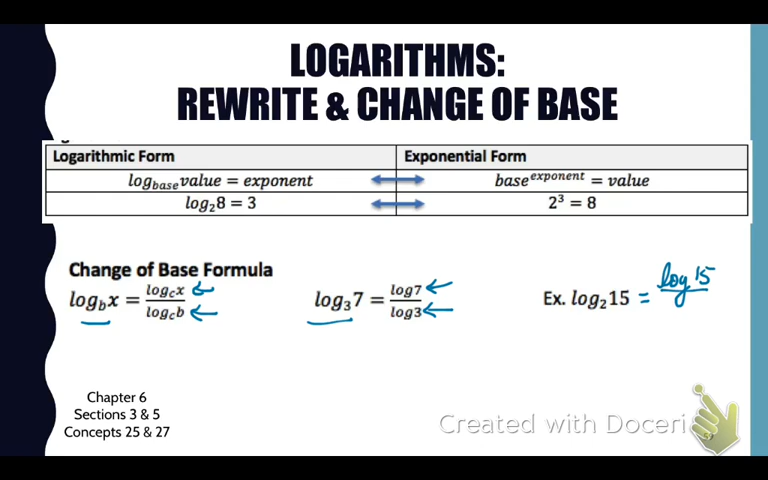 LOGARITHMS:
REWRITE & CHANGE OF BASE
Logarithmic Form Exponential Form
log_base value = exponent base^exponent = value
log₂8 = 3 2³ = 8
Change of Base Formula
log_b x = log_c x / log_c b log₃7 = log7 / log3 Ex. log₂15 = log 15
Chapter 6
Sections 3 & 5
Concepts 25 & 27
Created with Doceri